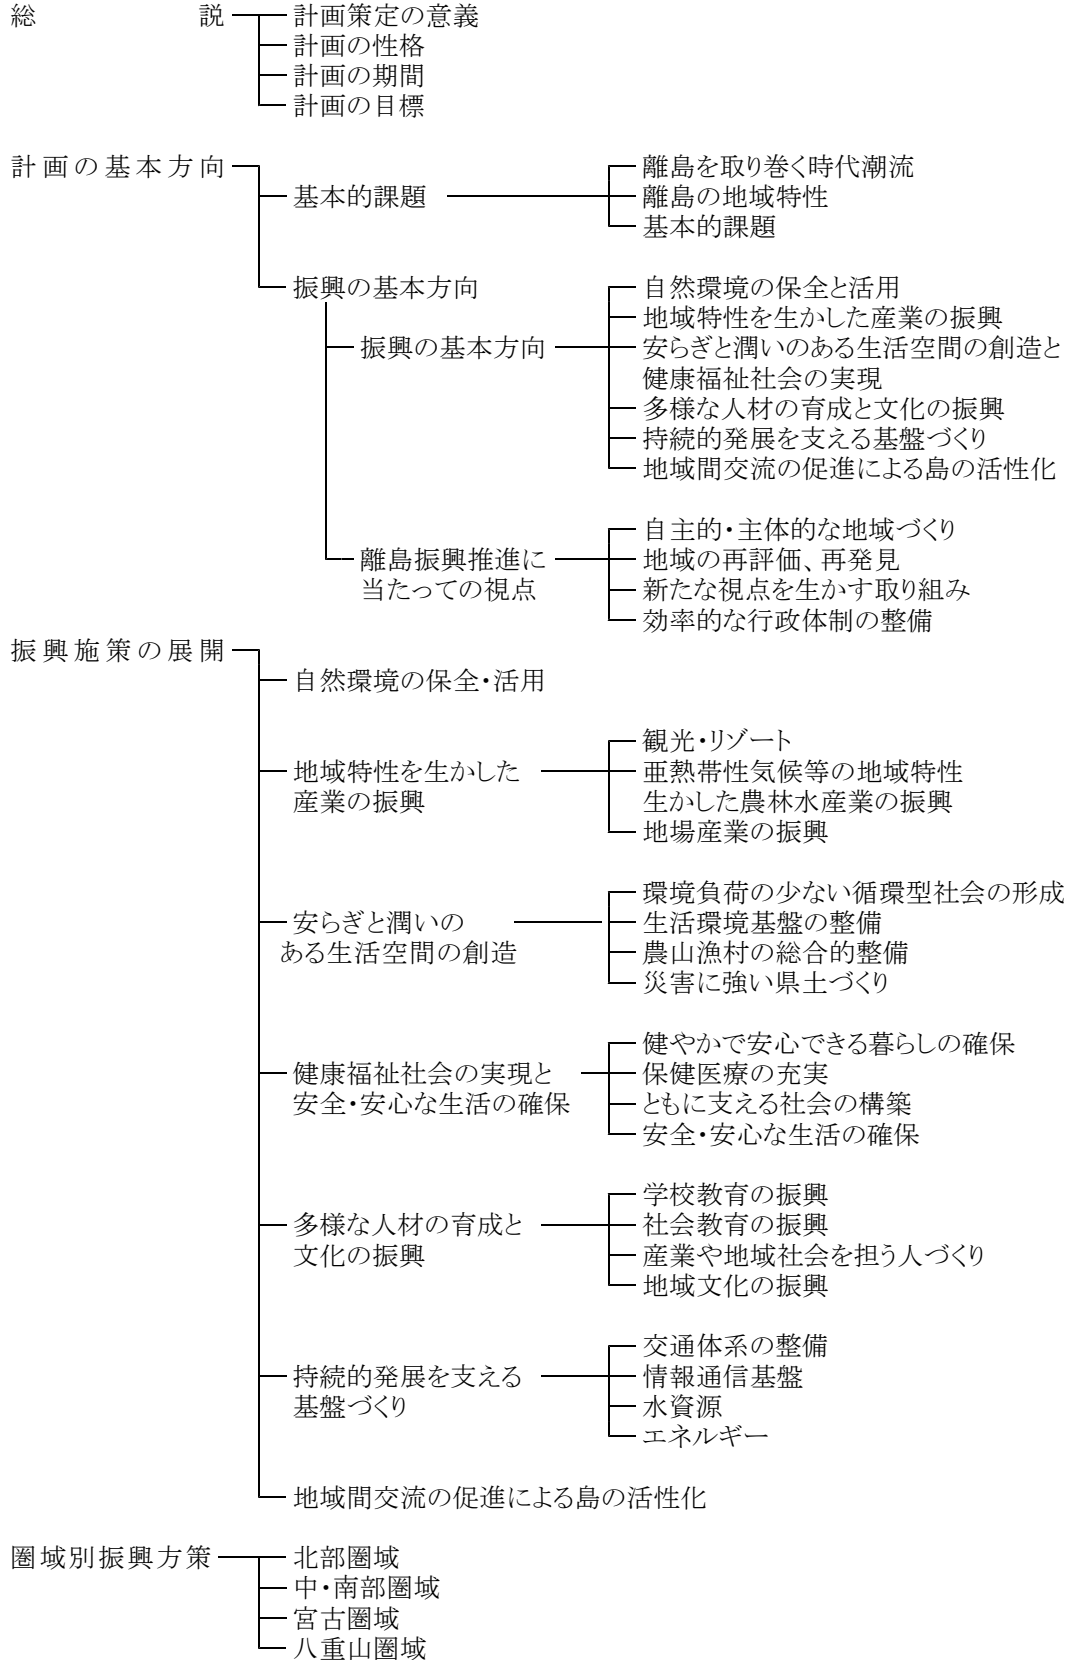 総説
計画策定の意義
計画の性格
計画の期間
計画の目標
計画の基本方向
基本的課題
離島を取り巻く時代潮流
離島の地域特性
基本的課題
振興の基本方向
振興の基本方向
自然環境の保全と活用
地域特性を生かした産業の振興
安らぎと潤いのある生活空間の創造と
健康福祉社会の実現
多様な人材の育成と文化の振興
持続的発展を支える基盤づくり
地域間交流の促進による島の活性化
離島振興推進に
当たっての視点
自主的・主体的な地域づくり
地域の再評価、再発見
新たな視点を生かす取り組み
効率的な行政体制の整備
振興施策の展開
自然環境の保全・活用
地域特性を生かした
産業の振興
観光・リゾート
亜熱帯性気候等の地域特性
生かした農林水産業の振興
地場産業の振興
安らぎと潤いの
ある生活空間の創造
環境負荷の少ない循環型社会の形成
生活環境基盤の整備
農山漁村の総合的整備
災害に強い県土づくり
健康福祉社会の実現と
安全・安心な生活の確保
健やかで安心できる暮らしの確保
保健医療の充実
ともに支える社会の構築
安全・安心な生活の確保
多様な人材の育成と
文化の振興
学校教育の振興
社会教育の振興
産業や地域社会を担う人づくり
地域文化の振興
持続的発展を支える
基盤づくり
交通体系の整備
情報通信基盤
水資源
エネルギー
地域間交流の促進による島の活性化
圏域別振興方策
北部圏域
中・南部圏域
宮古圏域
八重山圏域